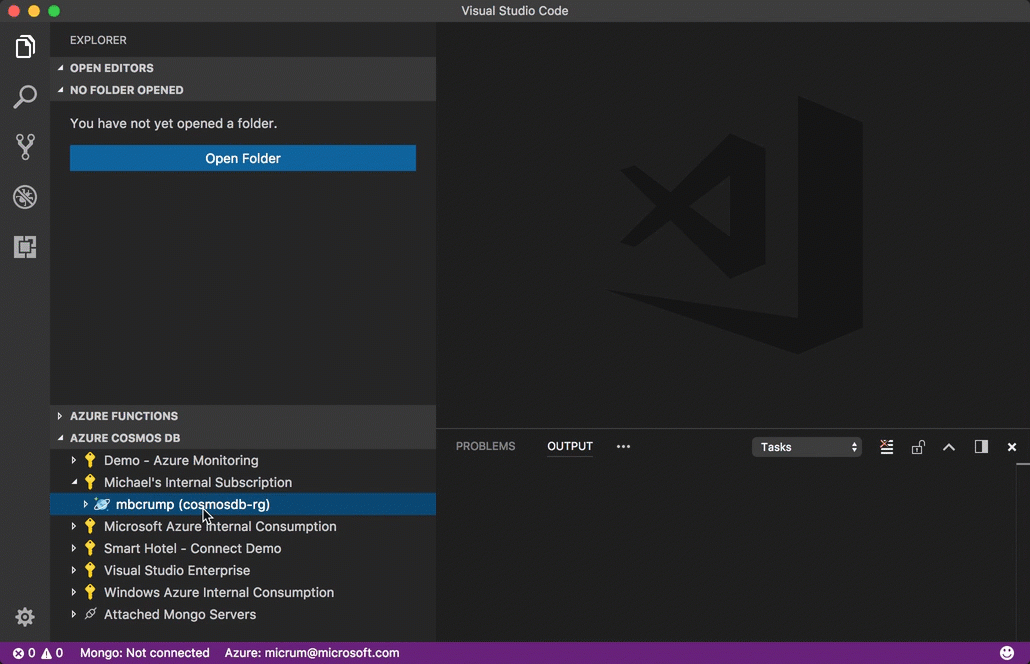 Visual Studio Code
EXPLORER
OPEN EDITORS
NO FOLDER OPENED
You have not yet opened a folder.
Open Folder
AZURE FUNCTIONS
AZURE COSMOS DB
Demo - Azure Monitoring
Michael's Internal Subscription
mbcrump (cosmosdb-rg)
Microsoft Azure Internal Consumption
Smart Hotel - Connect Demo
Visual Studio Enterprise
Windows Azure Internal Consumption
Attached Mongo Servers
PROBLEMS OUTPUT ••• Tasks
0 0 Mongo: Not connected Azure: micrum@microsoft.com